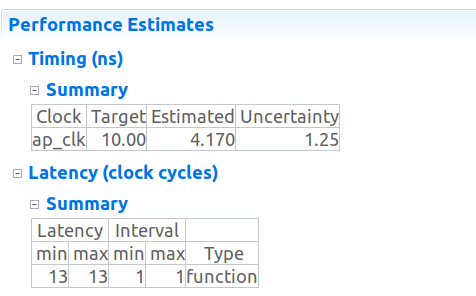 Performance Estimates
Timing (ns)
Summary
Clock Target Estimated Uncertainty
ap_clk 10.00 4.170 1.25
Latency (clock cycles)
Summary
Latency Interval
min max min max Type
13 13 1 1 function